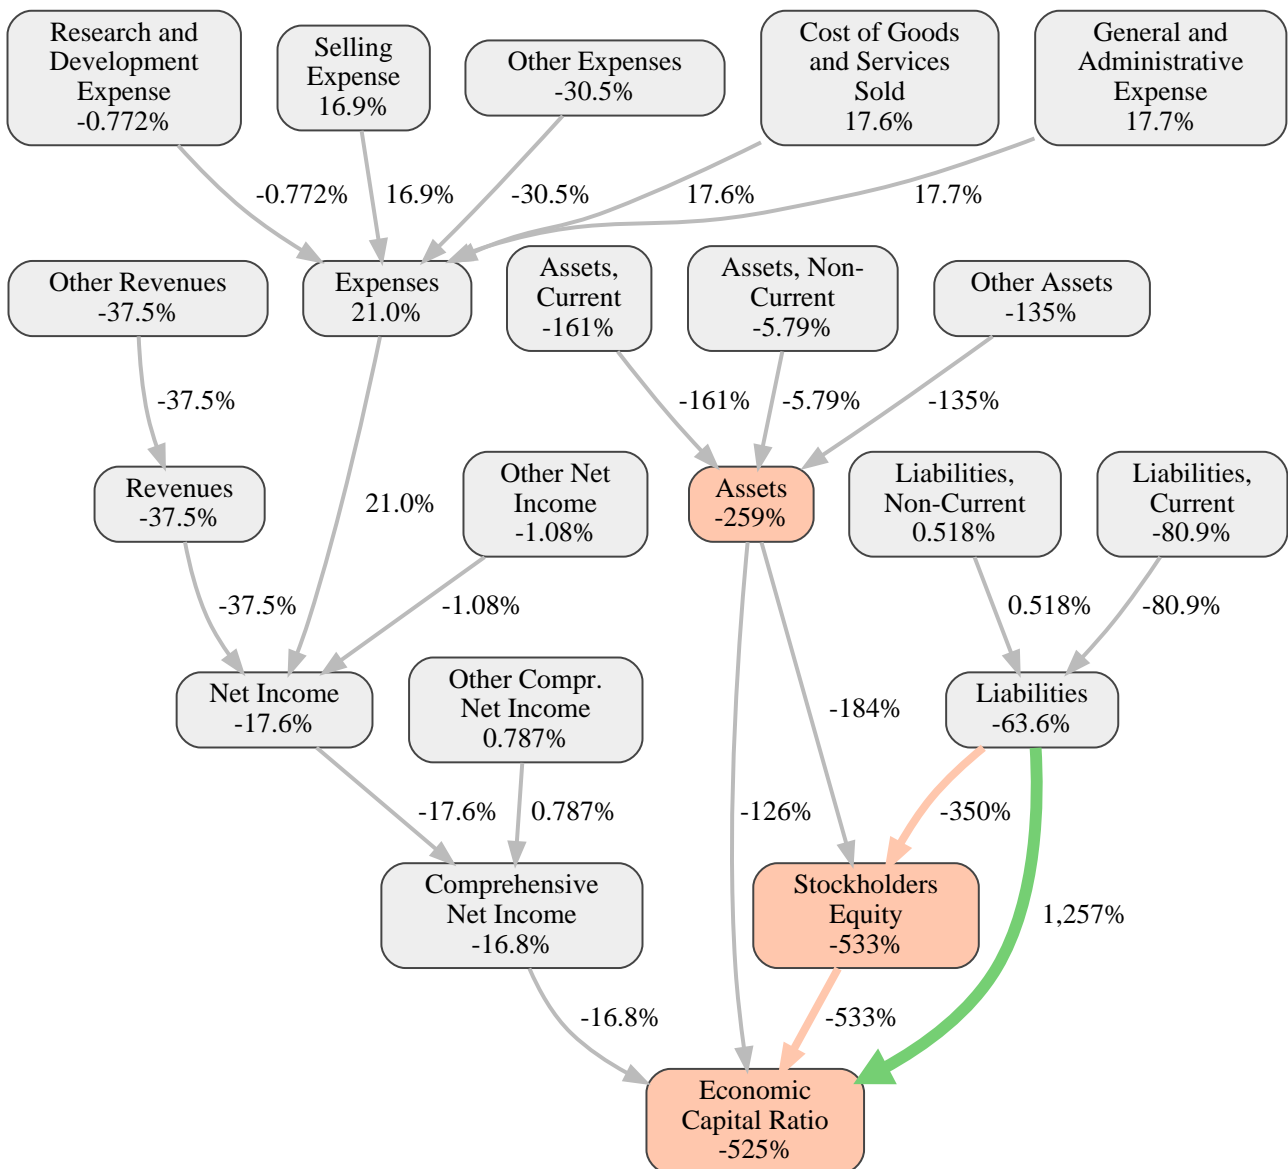 Research and
Development
Expense
-0.772%
Selling
Expense
16.9%
Other Expenses
-30.5%
Cost of Goods
and Services
Sold
17.6%
General and
Administrative
Expense
17.7%
-0.772%
16.9%
-30.5%
17.6%
17.7%
Other Revenues
-37.5%
Expenses
21.0%
Assets,
Current
-161%
Assets, Non-
Current
-5.79%
Other Assets
-135%
-37.5%
-161%
-5.79%
-135%
Revenues
-37.5%
21.0%
Other Net
Income
-1.08%
Assets
-259%
Liabilities,
Non-Current
0.518%
Liabilities,
Current
-80.9%
-37.5%
-1.08%
0.518%
-80.9%
Net Income
-17.6%
Other Compr.
Net Income
0.787%
-184%
Liabilities
-63.6%
-17.6%
0.787%
-126%
-350%
Comprehensive
Net Income
-16.8%
Stockholders
Equity
-533%
1,257%
-16.8%
-533%
Economic
Capital Ratio
-525%